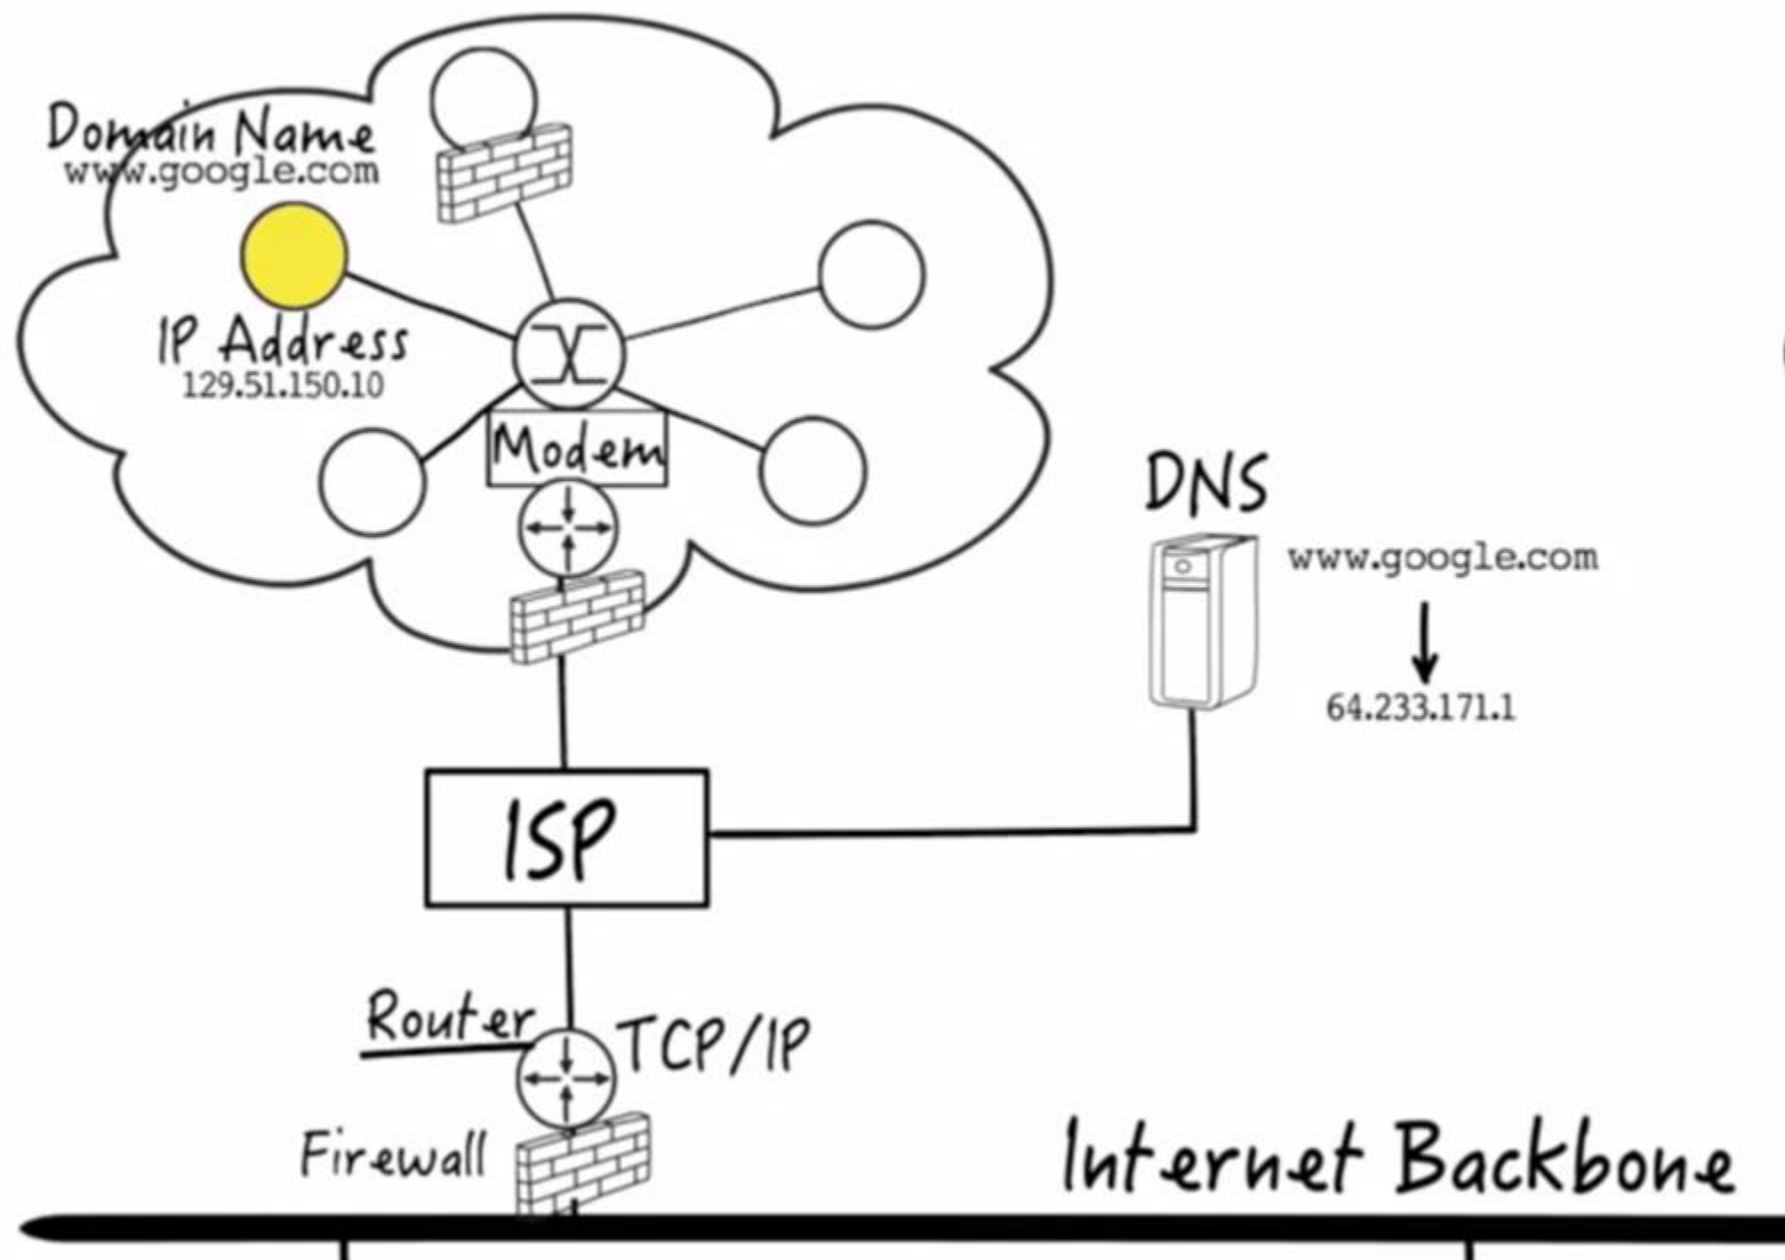 Domain Name
www.google.com
IP Address
129.51.150.10
Modem
DNS
www.google.com
64.233.171.1
ISP
Router
TCP/IP
Firewall
Internet Backbone